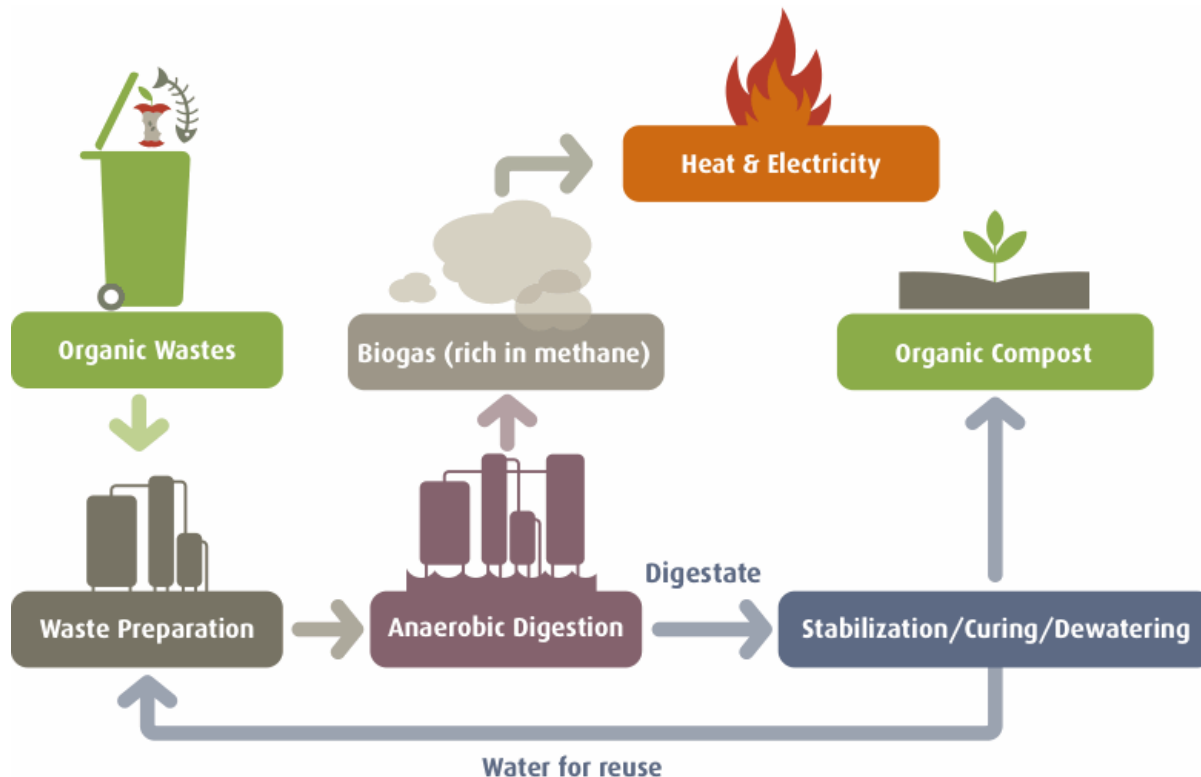 Heat & Electricity
Organic Wastes
Biogas (rich in methane)
Organic Compost
Digestate
Waste Preparation
Anaerobic Digestion
Stabilization/Curing/Dewatering
Water for reuse